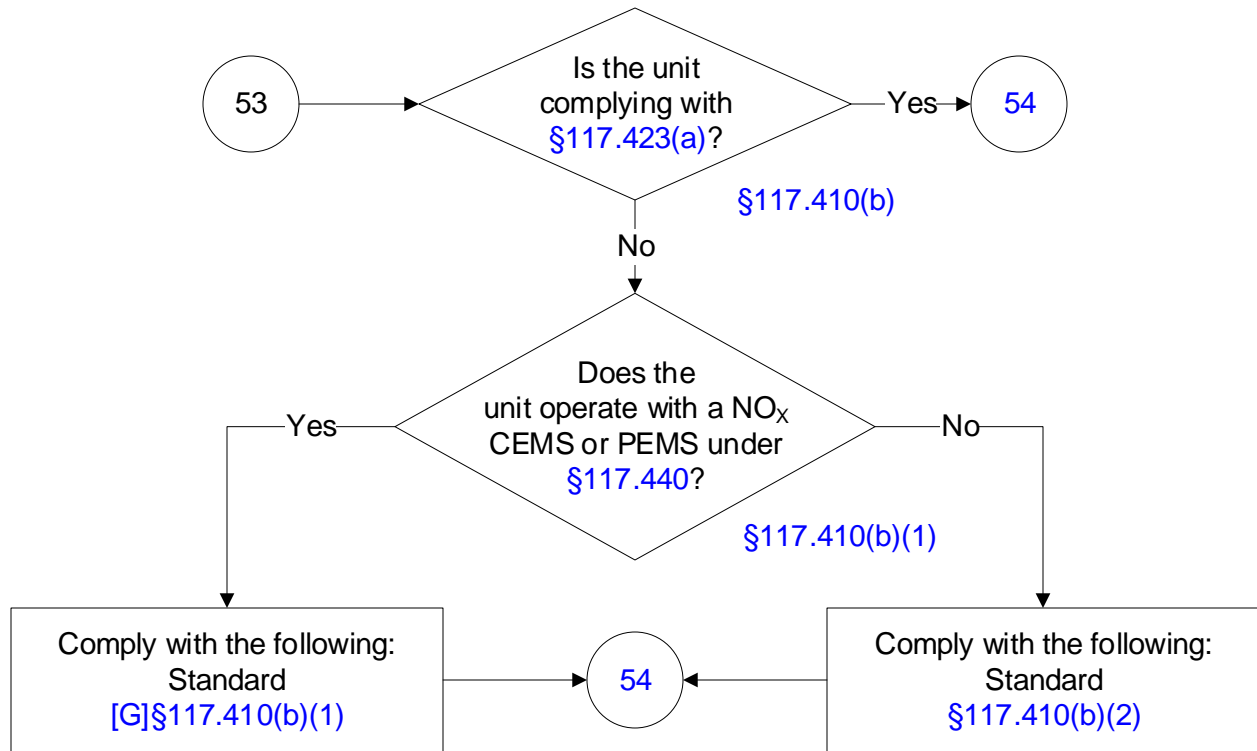 53
Is the unit
complying with
§117.423(a)?
Yes
54
§117.410(b)
No
Does the
unit operate with a NOX
CEMS or PEMS under
§117.440?
Yes
No
§117.410(b)(1)
Comply with the following:
Standard
[G]§117.410(b)(1)
54
Comply with the following:
Standard
§117.410(b)(2)